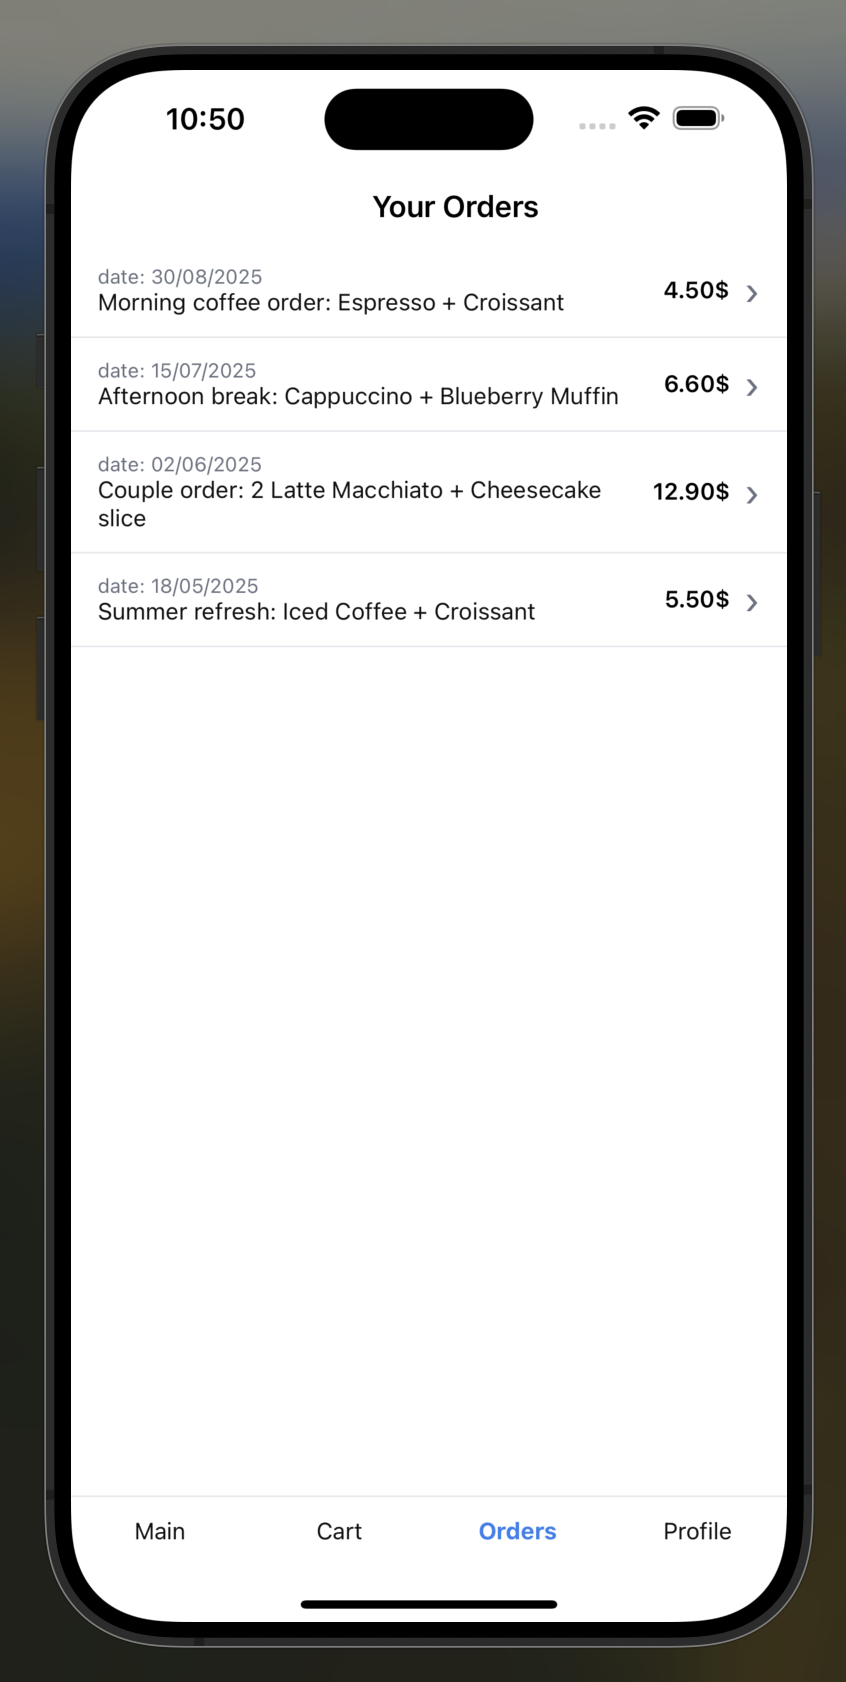 10:50
Your Orders
date: 30/08/2025
Morning coffee order: Espresso + Croissant
4.50$
date: 15/07/2025
Afternoon break: Cappuccino + Blueberry Muffin
6.60$
date: 02/06/2025
Couple order: 2 Latte Macchiato + Cheesecake
slice
12.90$
date: 18/05/2025
Summer refresh: Iced Coffee + Croissant
5.50$
Main
Cart
Orders
Profile